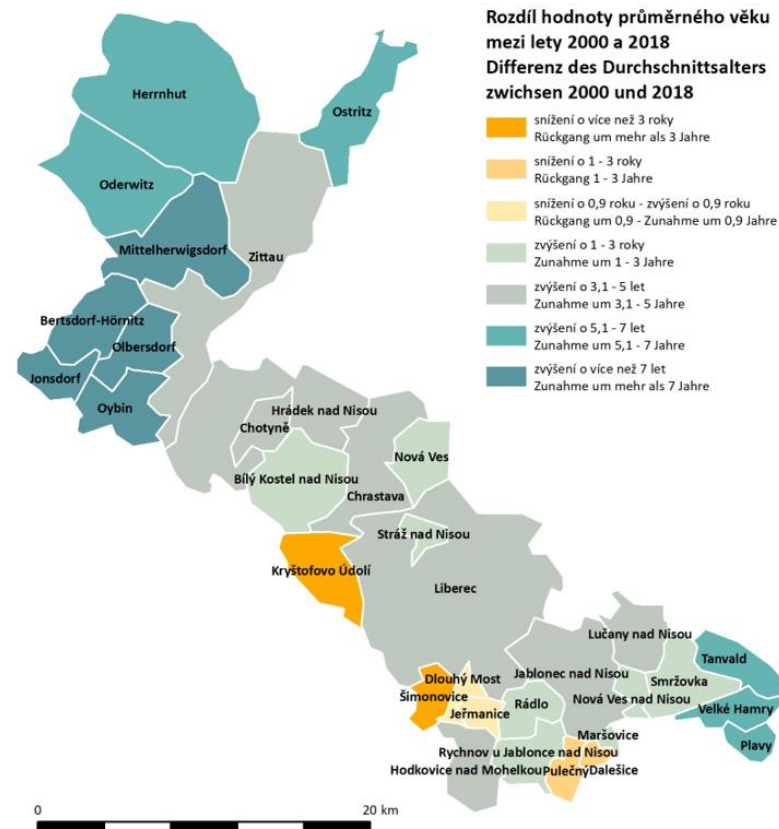 Rozdíl hodnoty průměrného věku
mezi lety 2000 a 2018
Differenz des Durchschnittsalters
zwichsen 2000 und 2018
snížení o více než 3 roky
Rückgang um mehr als 3 Jahre
snížení o 1 - 3 roky
Rückgang 1 - 3 Jahre
snížení o 0,9 roku - zvýšení o 0,9 roku
Rückgang um 0,9 - Zunahme um 0,9 Jahre
zvýšení o 1 - 3 roky
Zunahme um 1 - 3 Jahre
zvýšení o 3,1 - 5 let
Zunahme um 3,1 - 5 Jahre
zvýšení o 5,1 - 7 let
Zunahme um 5,1 - 7 Jahre
zvýšení o více než 7 let
Zunahme um mehr als 7 Jahre
Herrnhut
Ostritz
Oderwitz
Mittelherwigsdorf
Zittau
Bertsdorf-Hörnitz
Olbersdorf
Jonsdorf
Oybin
Hrádek nad Nisou
Chotyně
Nová Ves
Bílý Kostel nad Nisou
Chrastava
Stráž nad Nisou
Kryštofovo Údolí
Liberec
Lučany nad Nisou
Tanvald
Dlouhý Most
Jablonec nad Nisou
Smržovka
Šimonovice
Nová Ves nad Nisou
Rádlo
Velké Hamry
Jeřmanice
Maršovice
Plavy
Rychnov u Jablonce nad Nisou
Hodkovice nad Mohelkou
Pulečný
Dalešice
0
20 km